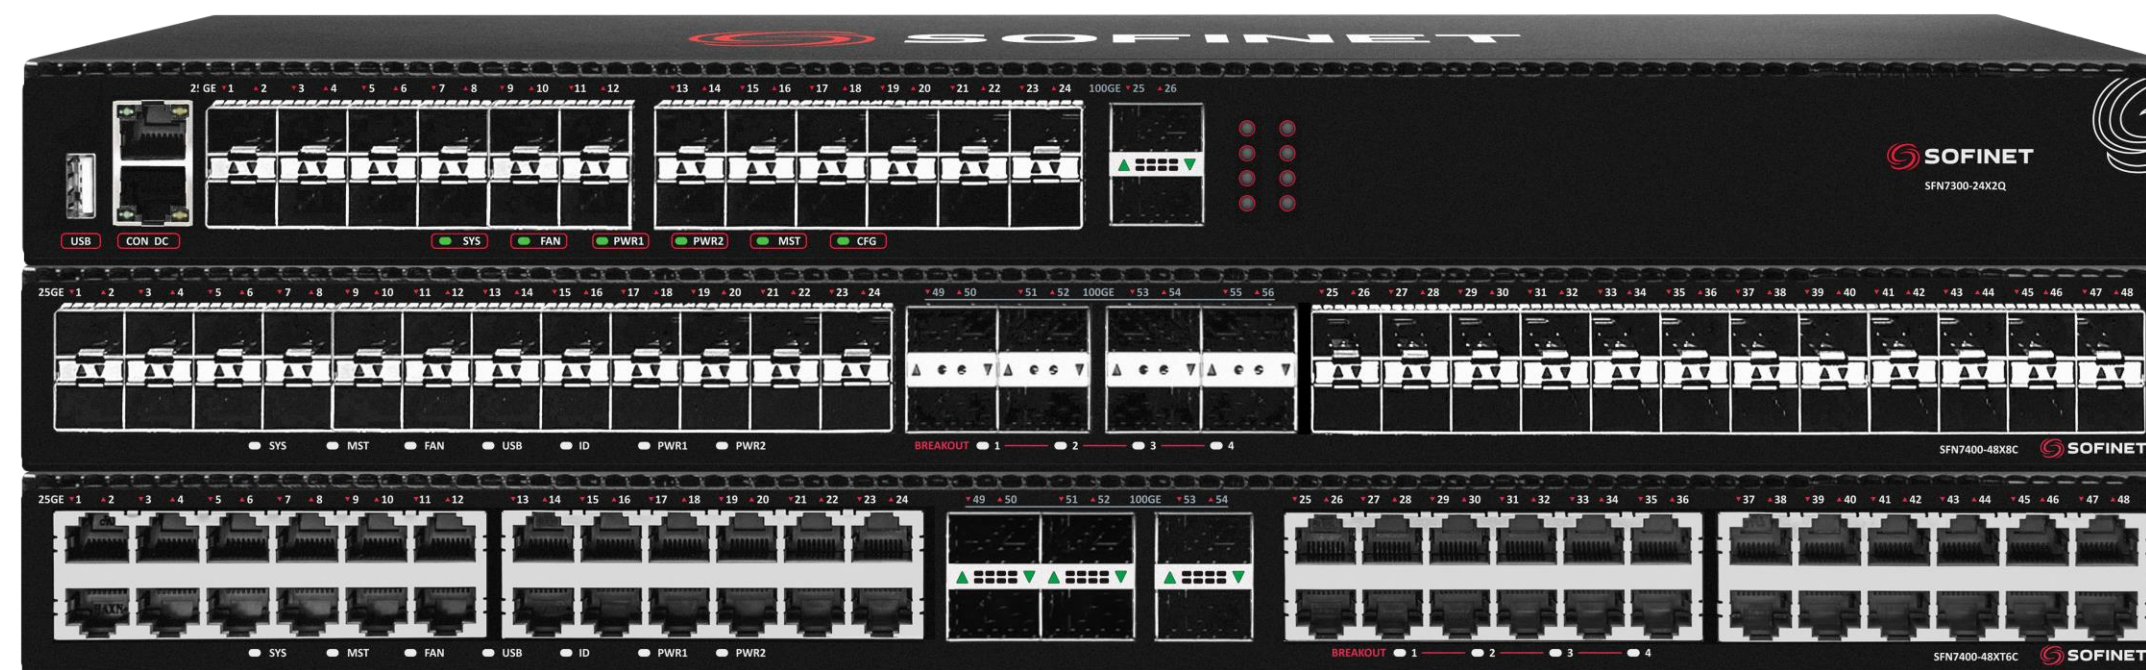 SOFINET
GE 1 2 3 4 5 6 7 8 9 10 11 12 13 14 15 16 17 18 19 20 21 22 23 24 100GE 25 26
SOFINET
SFN7300-24X2Q
USB CON DC SYS FAN PWR1 PWR2 MST CFG
25GE 1 2 3 4 5 6 7 8 9 10 11 12 13 14 15 16 17 18 19 20 21 22 23 24 49 50 51 52 100GE 53 54 55 56 25 26 27 28 29 30 31 32 33 34 35 36 37 38 39 40 41 42 43 44 45 46 47 48
SYS MST FAN USB ID PWR1 PWR2 BREAKOUT 1 2 3 4 SFN7400-48X8C SOFINET
25GE 1 2 3 4 5 6 7 8 9 10 11 12 13 14 15 16 17 18 19 20 21 22 23 24 49 50 51 52 100GE 53 54 25 26 27 28 29 30 31 32 33 34 35 36 37 38 39 40 41 42 43 44 45 46 47 48
SYS MST FAN USB ID PWR1 PWR2 BREAKOUT 1 2 3 4 SFN7400-48XT6C SOFINET